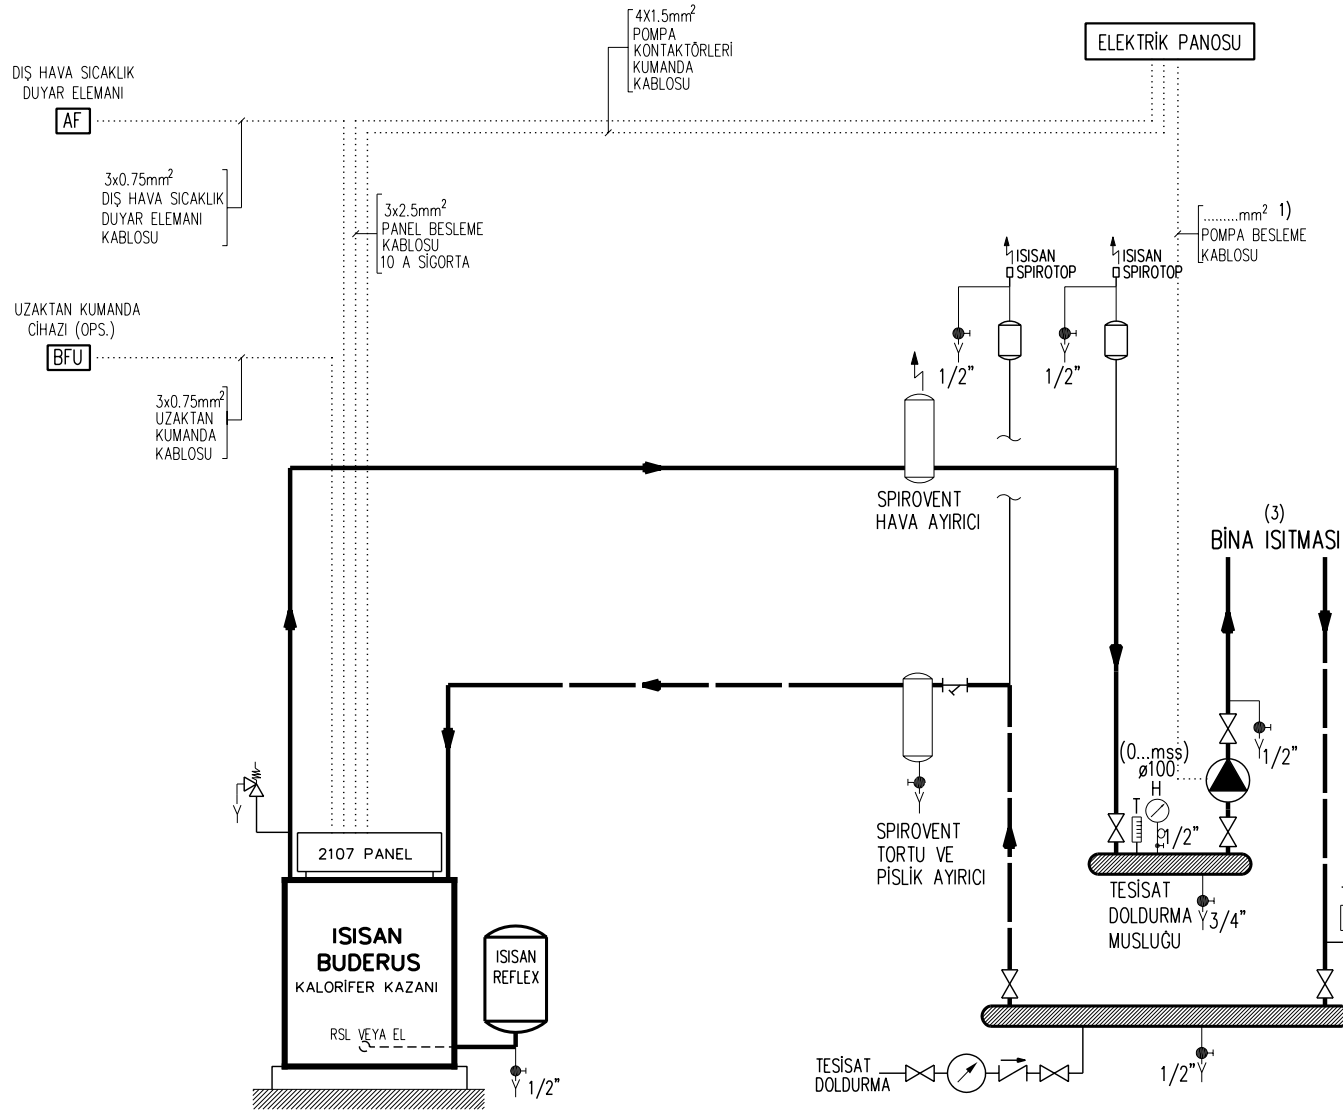 4X1.5mm²
POMPA
KONTAKTÖRLERİ
KUMANDA
KABLOSU
ELEKTRİK PANOSU
DIŞ HAVA SICAKLIK
DUYAR ELEMANI
AF
3x0.75mm²
DIŞ HAVA SICAKLIK
DUYAR ELEMANI
KABLOSU
3x2.5mm²
PANEL BESLEME
KABLOSU
10 A SİGORTA
........mm² 1)
POMPA BESLEME
KABLOSU
ISISAN
SPIROTOP
ISISAN
SPIROTOP
UZAKTAN KUMANDA
CİHAZI (OPS.)
BFU
1/2"
1/2"
3x0.75mm²
UZAKTAN
KUMANDA
KABLOSU
SPIROVENT
HAVA AYIRICI
(3)
BİNA ISITMASI
(0...mss)
ø100
H
T
1/2"
1/2"
SPIROVENT
TORTU VE
PİSLİK AYIRICI
2107 PANEL
TESİSAT
DOLDURMA
MUSLUĞU
3/4"
ISISAN
BUDERUS
KALORİFER KAZANI
ISISAN
REFLEX
RSL VEYA EL
1/2"
TESİSAT
DOLDURMA
1/2"